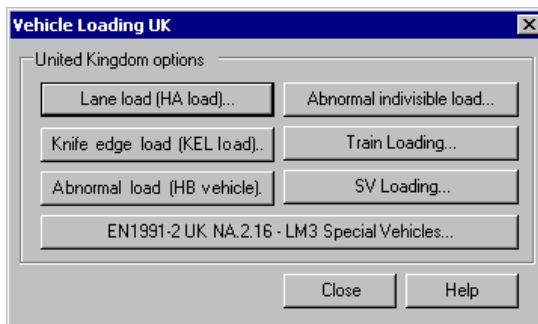 Vehicle Loading UK
United Kingdom options
Lane load (HA load)...
Abnormal indivisible load...
Knife edge load (KEL load)..
Train Loading...
Abnormal load (HB vehicle).
SV Loading...
EN1991-2 UK NA.2.16 - LM3 Special Vehicles...
Close
Help